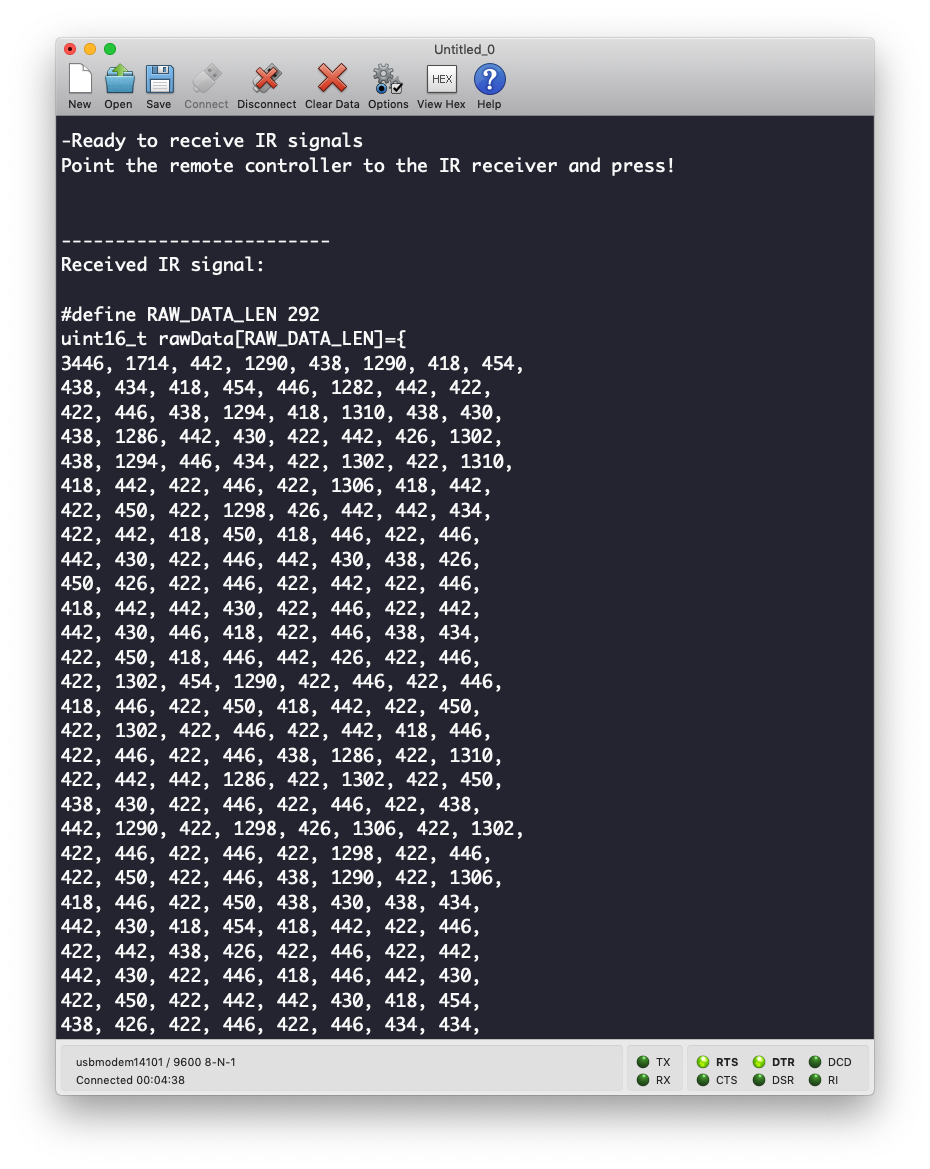 Untitled_0
New Open Save Connect Disconnect Clear Data Options View Hex Help
HEX
?
-Ready to receive IR signals
Point the remote controller to the IR receiver and press!
-------------------------
Received IR signal:
#define RAW_DATA_LEN 292
uint16_t rawData[RAW_DATA_LEN]={
3446, 1714, 442, 1290, 438, 1290, 418, 454,
438, 434, 418, 454, 446, 1282, 442, 422,
422, 446, 438, 1294, 418, 1310, 438, 430,
438, 1286, 442, 430, 422, 442, 426, 1302,
438, 1294, 446, 434, 422, 1302, 422, 1310,
418, 442, 422, 446, 422, 1306, 418, 442,
422, 450, 422, 1298, 426, 442, 442, 434,
422, 442, 418, 450, 418, 446, 422, 446,
442, 430, 422, 446, 442, 430, 438, 426,
450, 426, 422, 446, 422, 442, 422, 446,
418, 442, 442, 430, 422, 446, 422, 442,
442, 430, 446, 418, 422, 446, 438, 434,
422, 450, 418, 446, 442, 426, 422, 446,
422, 1302, 454, 1290, 422, 446, 422, 446,
418, 446, 422, 450, 418, 442, 422, 450,
422, 1302, 422, 446, 422, 442, 418, 446,
422, 446, 422, 446, 438, 1286, 422, 1310,
422, 442, 442, 1286, 422, 1302, 422, 450,
438, 430, 422, 446, 422, 446, 422, 438,
442, 1290, 422, 1298, 426, 1306, 422, 1302,
422, 446, 422, 446, 422, 1298, 422, 446,
422, 450, 422, 446, 438, 1290, 422, 1306,
418, 446, 422, 450, 438, 430, 438, 434,
442, 430, 418, 454, 418, 442, 422, 446,
422, 442, 438, 426, 422, 446, 422, 442,
442, 430, 422, 446, 418, 446, 442, 430,
422, 450, 422, 442, 442, 430, 418, 454,
438, 426, 422, 446, 422, 446, 434, 434,
usbmodem14101 / 9600 8-N-1
Connected 00:04:38
TX RTS DTR DCD
RX CTS DSR RI